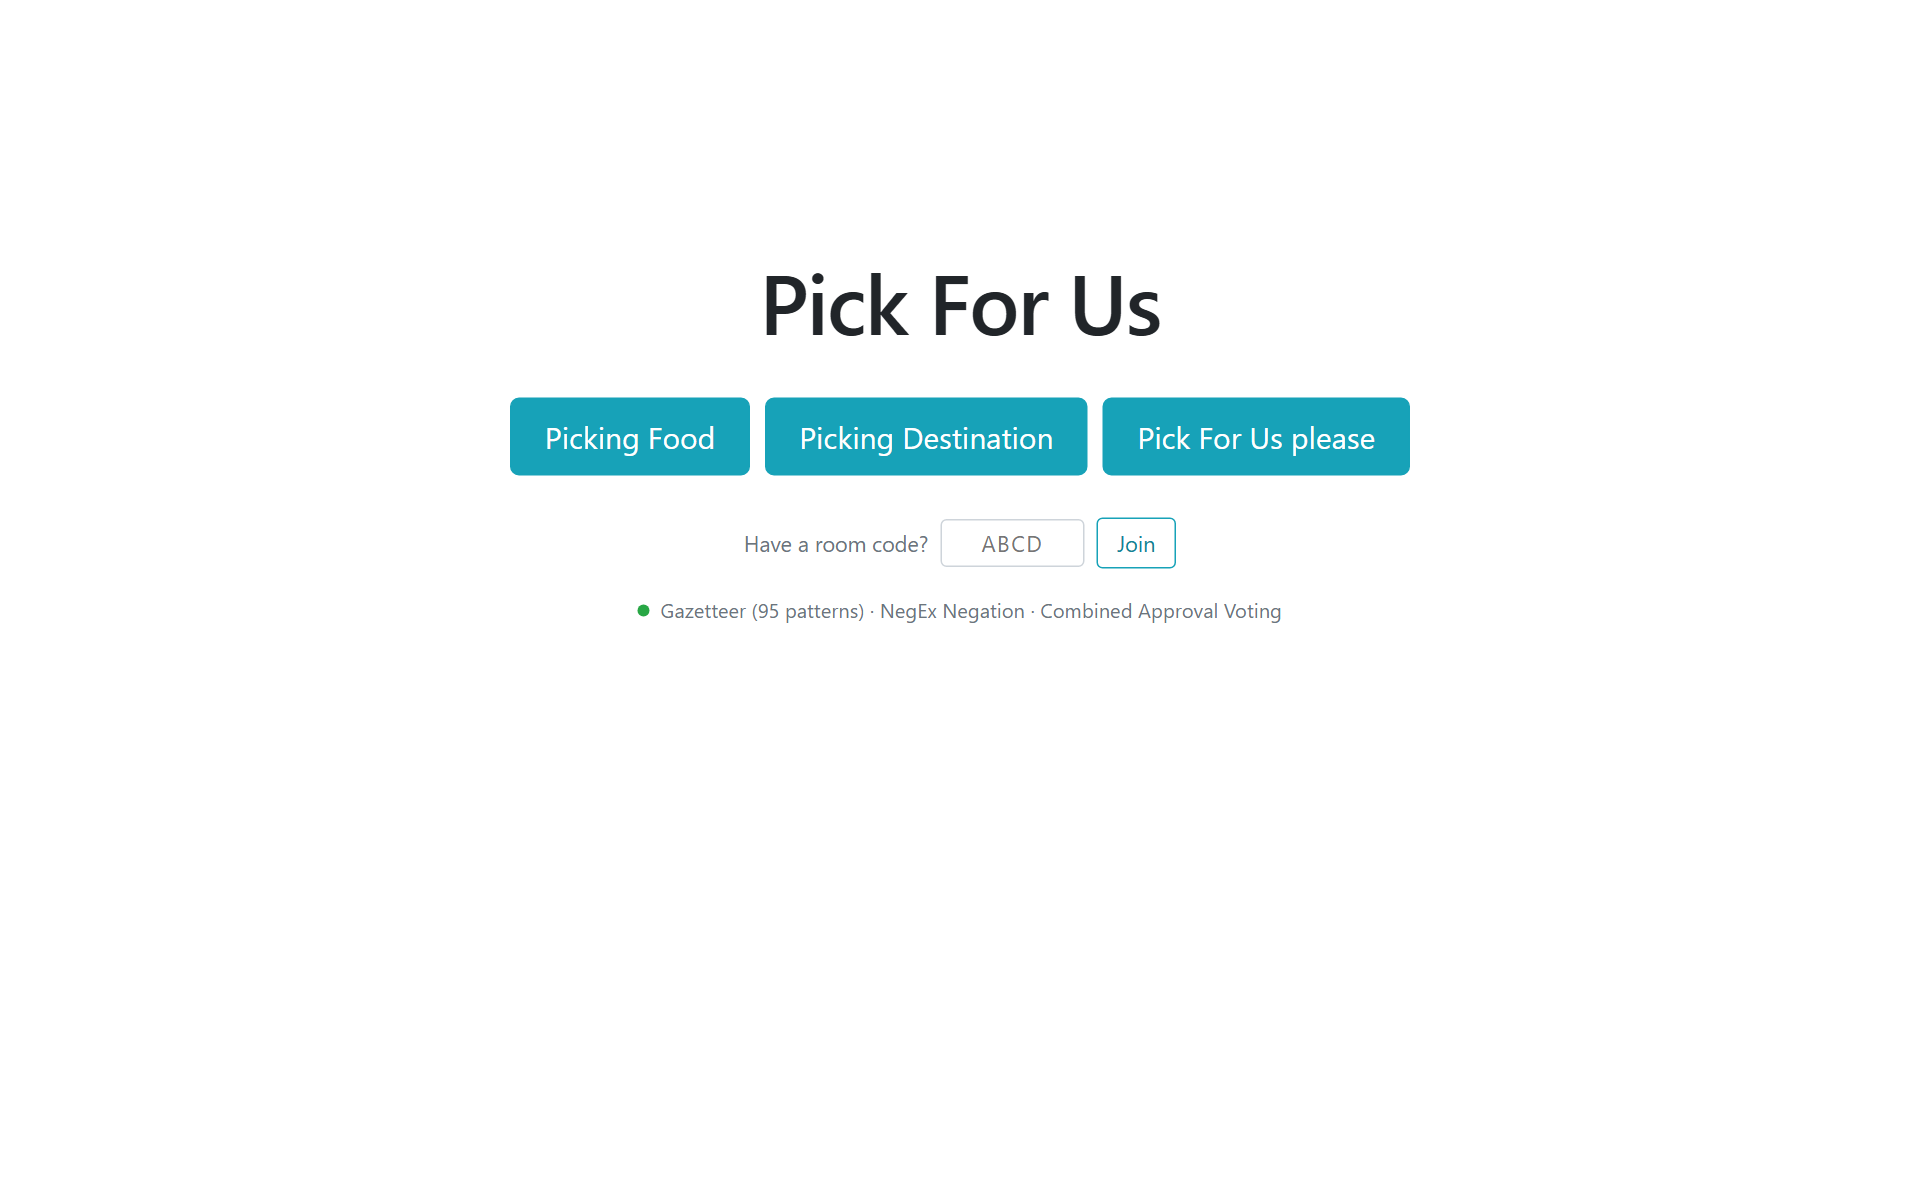 Pick For Us
Picking Food
Picking Destination
Pick For Us please
Have a room code? ABCD Join
Gazetteer (95 patterns) · NegEx Negation · Combined Approval Voting